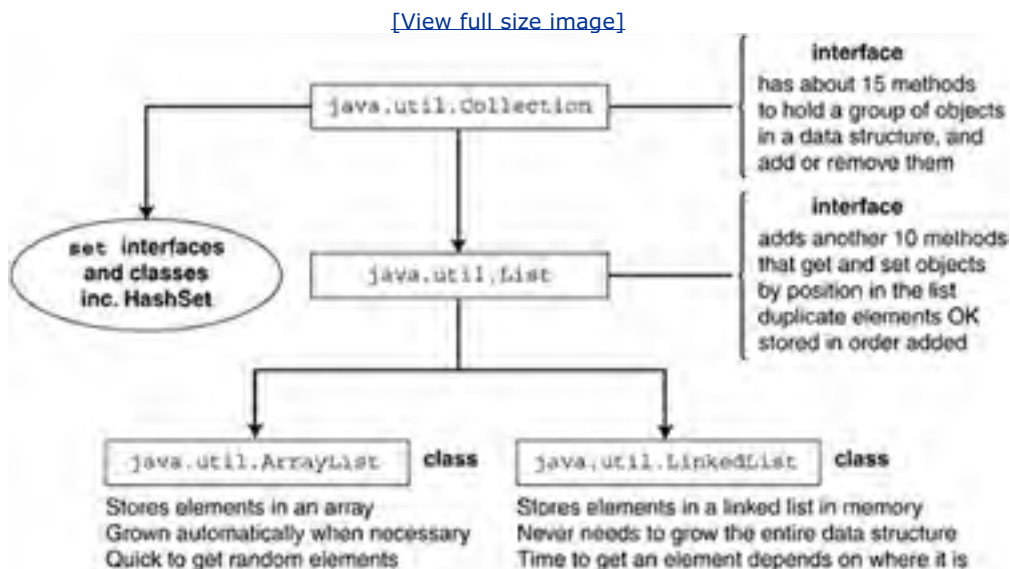 [View full size image]
interface
has about 15 methods
to hold a group of objects
in a data structure, and
add or remove them
java.util.Collection
set interfaces
and classes
inc. HashSet
java.util.List
interface
adds another 10 methods
that get and set objects
by position in the list
duplicate elements OK
stored in order added
java.util.ArrayList class
Stores elements in an array
Grown automatically when necessary
Quick to get random elements
java.util.LinkedList class
Stores elements in a linked list in memory
Never needs to grow the entire data structure
Time to get an element depends on where it is